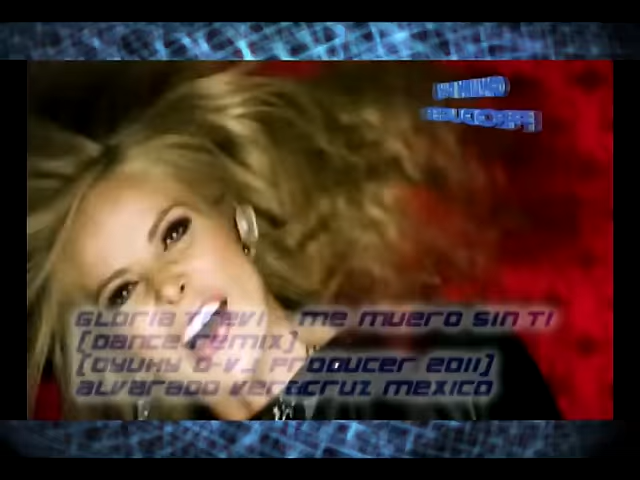 GLORIA TREVI - ME MUERO SIN TI
(DANCE REMIX)
PRODUCER 2011]
ALVARADO VERACRUZ MEXICO